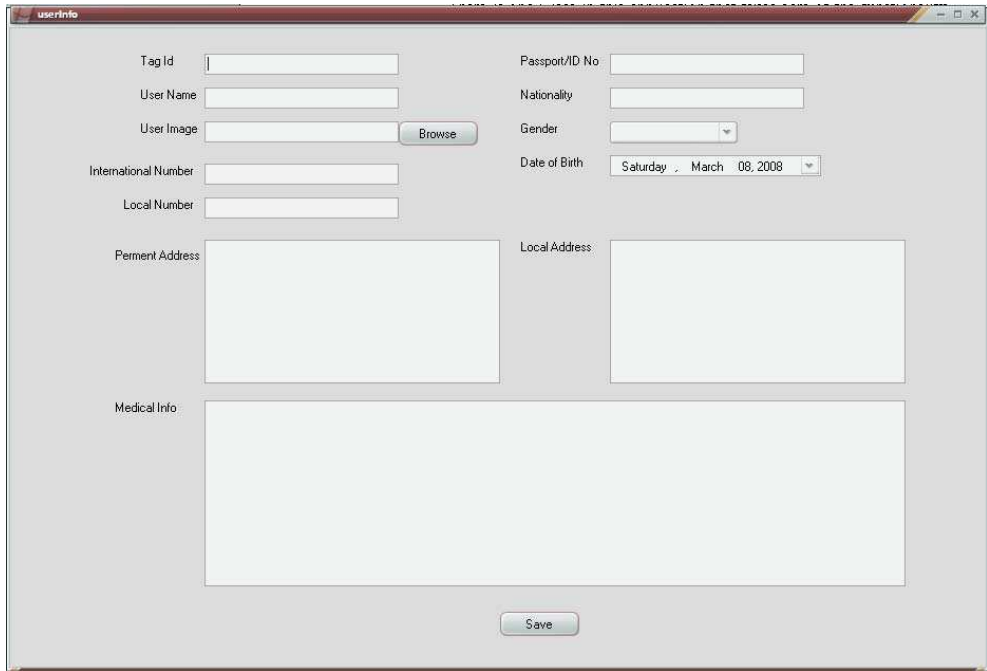 userInfo
Tag Id
Passport/ID No
User Name
Nationality
User Image
Browse
Gender
International Number
Date of Birth
Saturday , March 08, 2008
Local Number
Perment Address
Local Address
Medical Info
Save